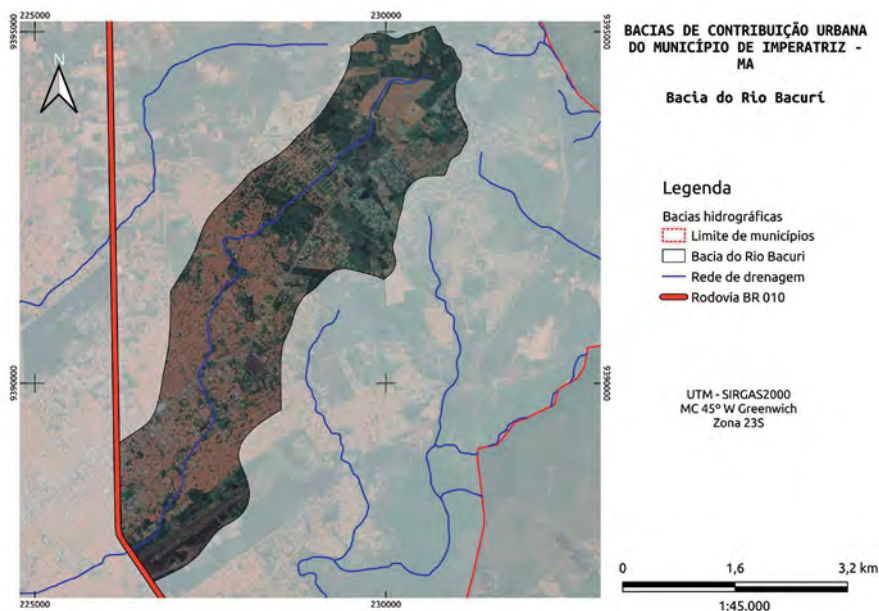 225000
230000
9395000
9395000
N
9390000
9390000
225000
230000
BACIAS DE CONTRIBUIÇÃO URBANA
DO MUNICÍPIO DE IMPERATRIZ -
MA
Bacia do Rio Bacurí
Legenda
Bacias hidrográficas
Limite de municípios
Bacia do Rio Bacuri
Rede de drenagem
Rodovia BR 010
UTM - SIRGAS2000
MC 45º W Greenwich
Zona 23S
0 1,6 3,2 km
1:45.000